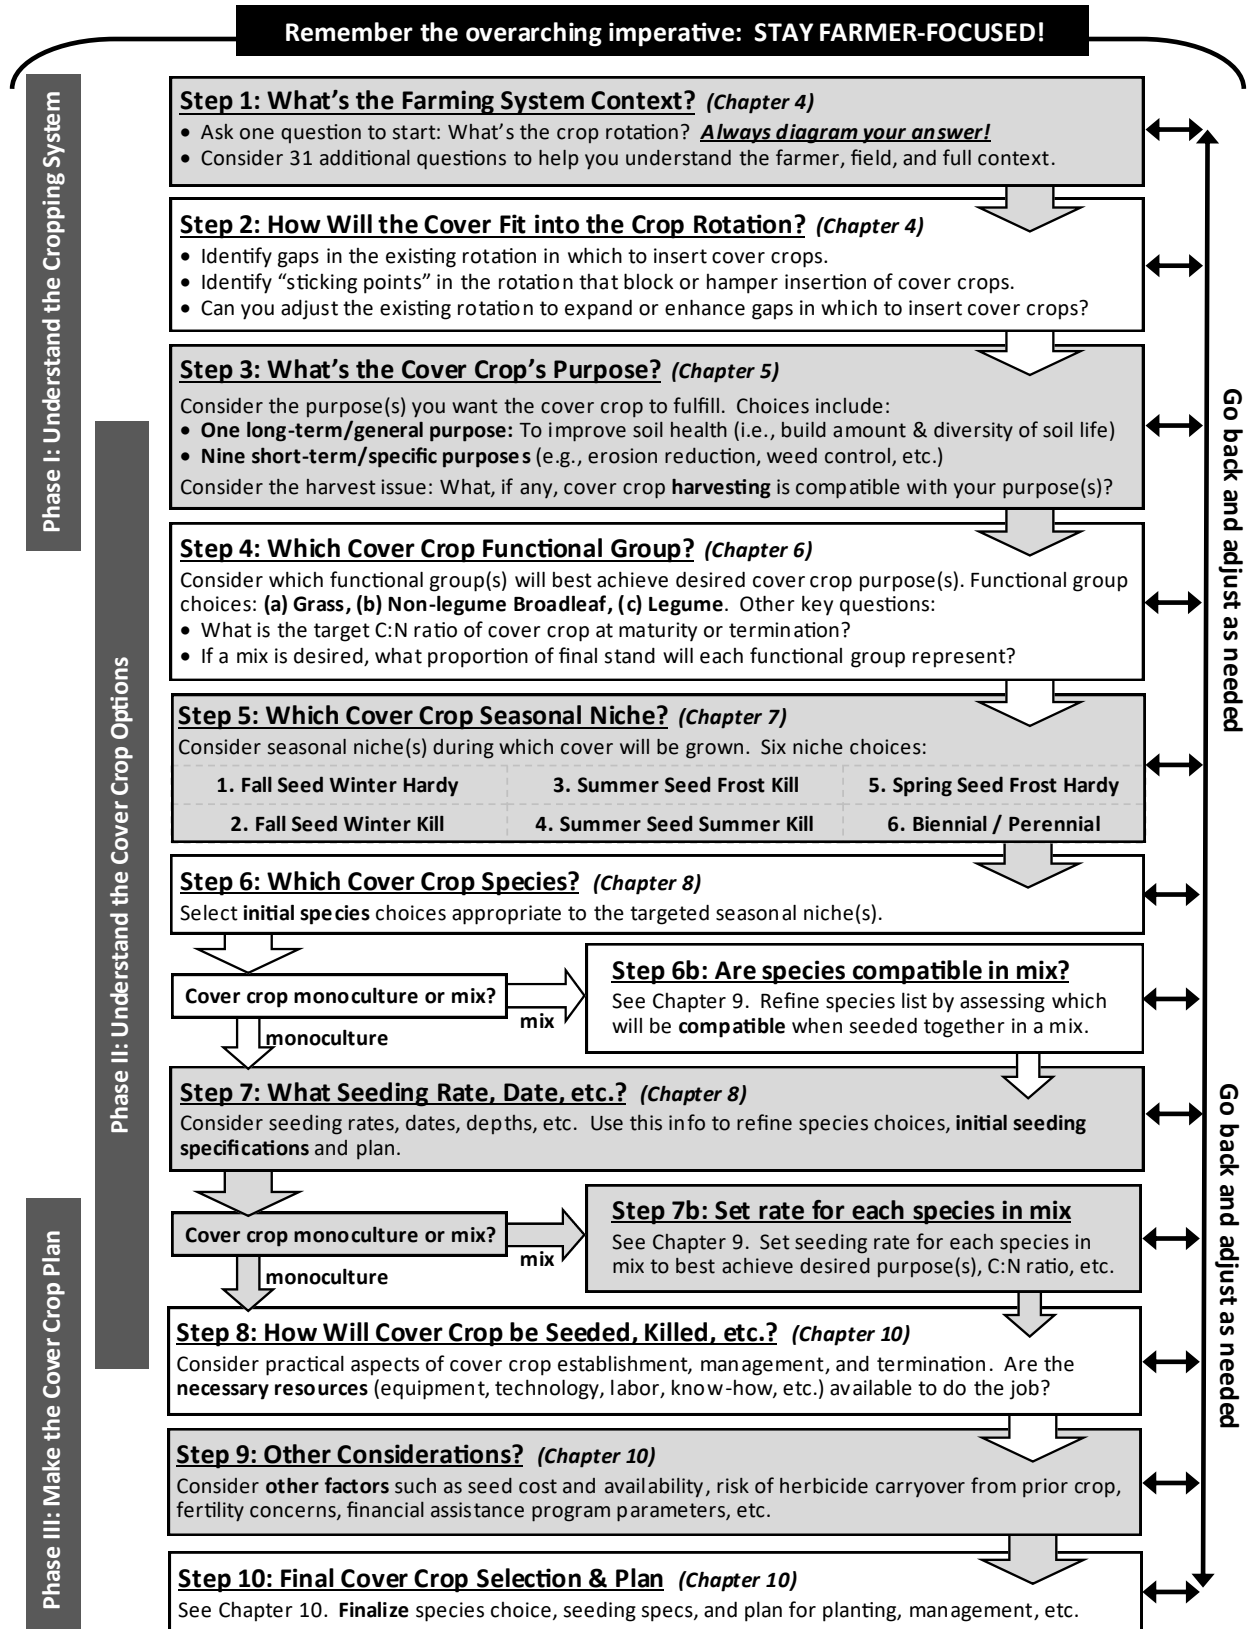 Remember the overarching imperative:  STAY FARMER-FOCUSED!
Phase I: Understand the Cropping System
Step 1: What's the Farming System Context?  (Chapter 4)
• Ask one question to start: What's the crop rotation?  Always diagram your answer!
• Consider 31 additional questions to help you understand the farmer, field, and full context.
Step 2: How Will the Cover Fit into the Crop Rotation?  (Chapter 4)
• Identify gaps in the existing rotation in which to insert cover crops.
• Identify “sticking points” in the rotation that block or hamper insertion of cover crops.
• Can you adjust the existing rotation to expand or enhance gaps in which to insert cover crops?
Step 3: What's the Cover Crop's Purpose?  (Chapter 5)
Consider the purpose(s) you want the cover crop to fulfill.  Choices include:
• One long-term/general purpose: To improve soil health (i.e., build amount & diversity of soil life)
• Nine short-term/specific purposes (e.g., erosion reduction, weed control, etc.)
Consider the harvest issue: What, if any, cover crop harvesting is compatible with your purpose(s)?
Phase II: Understand the Cover Crop Options
Step 4: Which Cover Crop Functional Group?  (Chapter 6)
Consider which functional group(s) will best achieve desired cover crop purpose(s). Functional group
choices: (a) Grass, (b) Non-legume Broadleaf, (c) Legume.  Other key questions:
• What is the target C:N ratio of cover crop at maturity or termination?
• If a mix is desired, what proportion of final stand will each functional group represent?
Step 5: Which Cover Crop Seasonal Niche?  (Chapter 7)
Consider seasonal niche(s) during which cover will be grown.  Six niche choices:
1. Fall Seed Winter Hardy
3. Summer Seed Frost Kill
5. Spring Seed Frost Hardy
2. Fall Seed Winter Kill
4. Summer Seed Summer Kill
6. Biennial / Perennial
Step 6: Which Cover Crop Species?  (Chapter 8)
Select initial species choices appropriate to the targeted seasonal niche(s).
Cover crop monoculture or mix?
mix
monoculture
Step 6b: Are species compatible in mix?
See Chapter 9.  Refine species list by assessing which
will be compatible when seeded together in a mix.
Step 7: What Seeding Rate, Date, etc.?  (Chapter 8)
Consider seeding rates, dates, depths, etc.  Use this info to refine species choices, initial seeding
specifications and plan.
Cover crop monoculture or mix?
mix
monoculture
Step 7b: Set rate for each species in mix
See Chapter 9.  Set seeding rate for each species in
mix to best achieve desired purpose(s), C:N ratio, etc.
Phase III: Make the Cover Crop Plan
Step 8: How Will Cover Crop be Seeded, Killed, etc.?  (Chapter 10)
Consider practical aspects of cover crop establishment, management, and termination.  Are the
necessary resources (equipment, technology, labor, know-how, etc.) available to do the job?
Step 9: Other Considerations?  (Chapter 10)
Consider other factors such as seed cost and availability, risk of herbicide carryover from prior crop,
fertility concerns, financial assistance program parameters, etc.
Step 10: Final Cover Crop Selection & Plan  (Chapter 10)
See Chapter 10.  Finalize species choice, seeding specs, and plan for planting, management, etc.
Go back and adjust as needed
Go back and adjust as needed